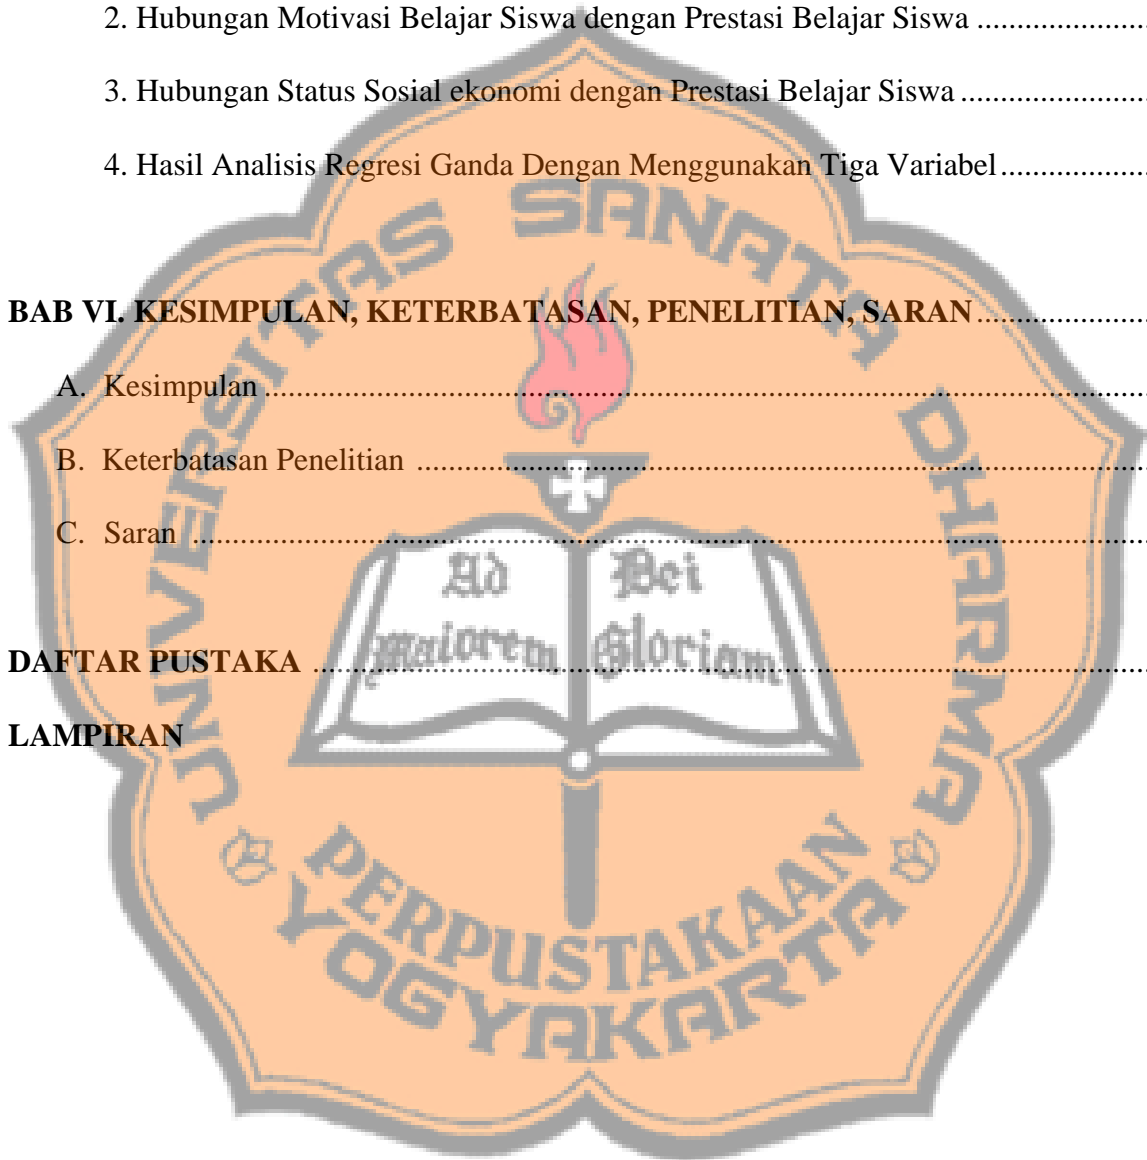 2. Hubungan Motivasi Belajar Siswa dengan Prestasi Belajar Siswa .....................
3. Hubungan Status Sosial ekonomi dengan Prestasi Belajar Siswa .......................
4. Hasil Analisis Regresi Ganda Dengan Menggunakan Tiga Variabel..................
BAB VI. KESIMPULAN, KETERBATASAN, PENELITIAN, SARAN.....................
A. Kesimpulan ..........................................................................................................
B. Keterbatasan Penelitian .......................................................................................
C. Saran ....................................................................................................................
DAFTAR PUSTAKA ..............................................................................................
LAMPIRAN
UNIVERSITAS SANATA DHARMA
Ad Dei
maiorem Gloriam
PERPUSTAKAAN
YOGYAKARTA